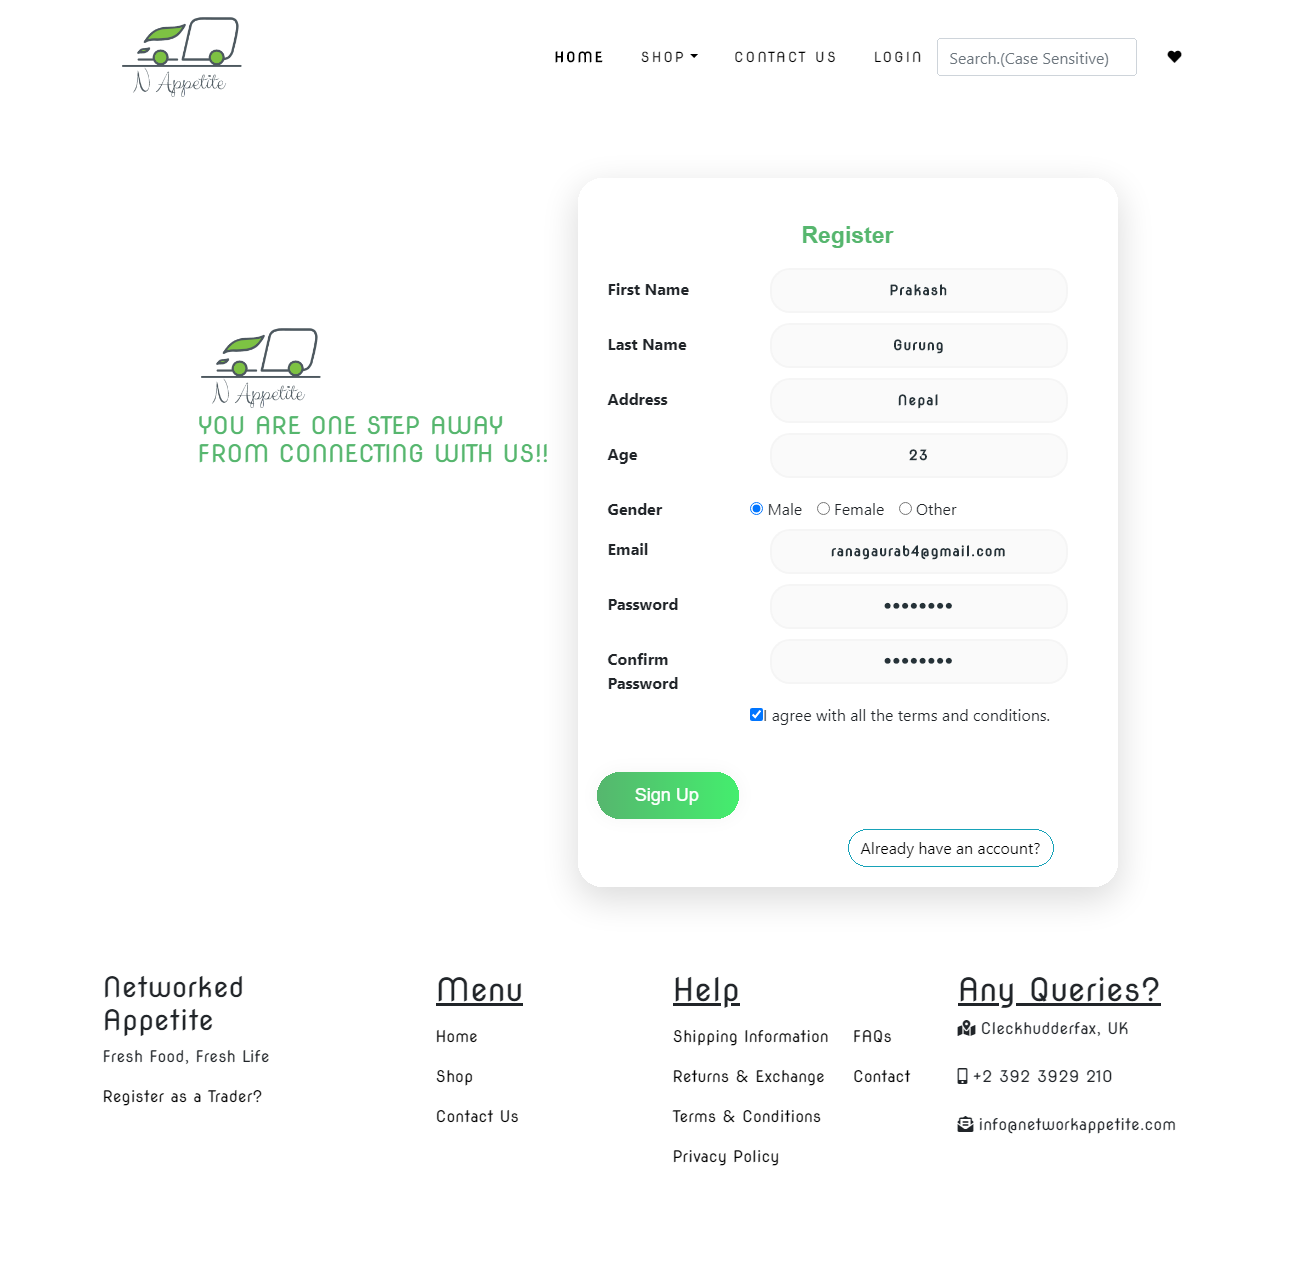 N Appetite
HOME SHOP CONTACT US LOGIN Search.(Case Sensitive)
Register
First Name Prakash
Last Name Gurung
Address Nepal
Age 23
Gender Male Female Other
Email ranagaurab4@gmail.com
Password ••••••••
Confirm Password ••••••••
I agree with all the terms and conditions.
Sign Up
Already have an account?
N Appetite
YOU ARE ONE STEP AWAY
FROM CONNECTING WITH US!!
Networked
Appetite
Fresh Food, Fresh Life
Register as a Trader?
Menu
Home
Shop
Contact Us
Help
Shipping Information
Returns & Exchange
Terms & Conditions
Privacy Policy
FAQs
Contact
Any Queries?
Cleckhudderfax, UK
+2 392 3929 210
info@networkappetite.com